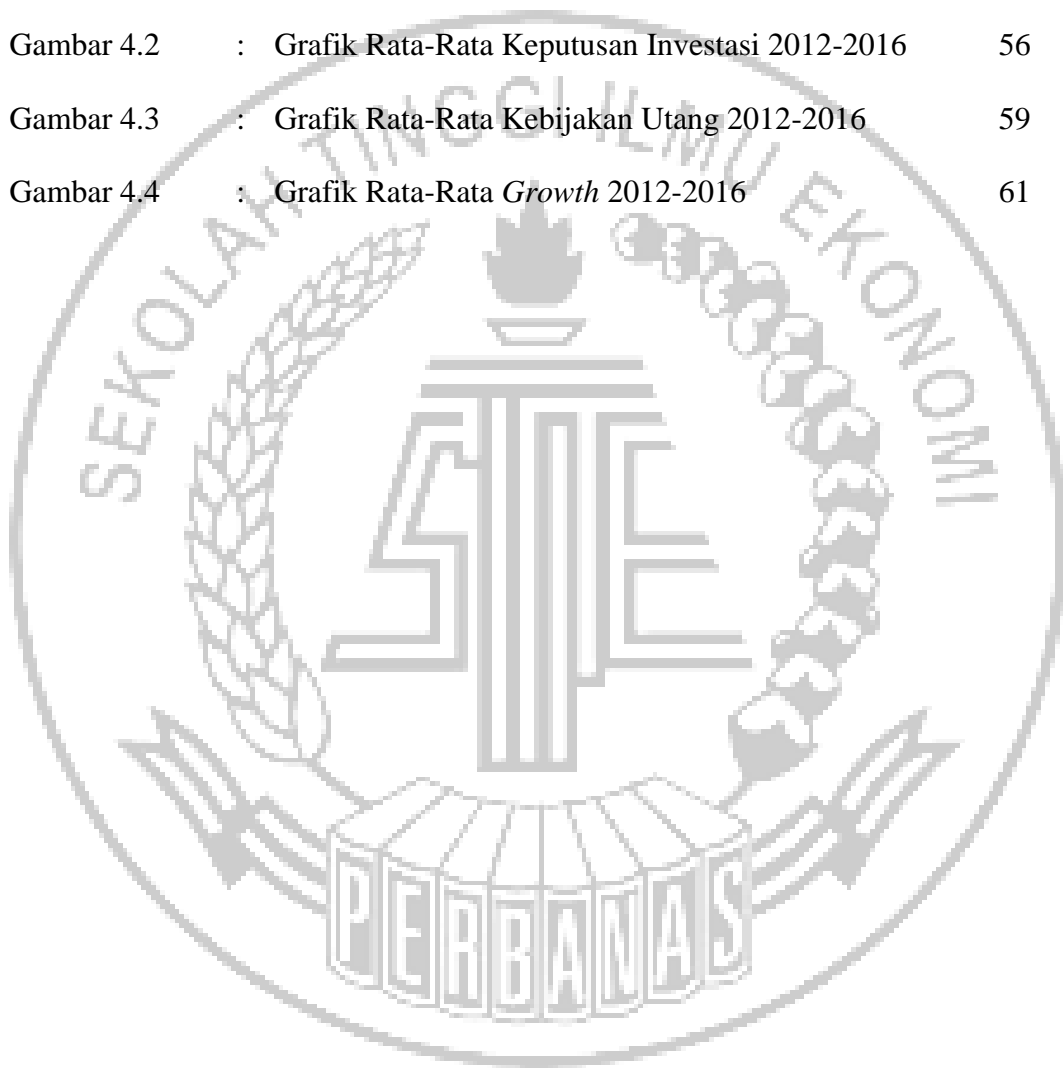 Gambar 4.2 : Grafik Rata-Rata Keputusan Investasi 2012-2016 56
Gambar 4.3 : Grafik Rata-Rata Kebijakan Utang 2012-2016 59
Gambar 4.4 : Grafik Rata-Rata Growth 2012-2016 61
SEKOLAH TINGGI ILMU EKONOMI
STIE
PERBANAS